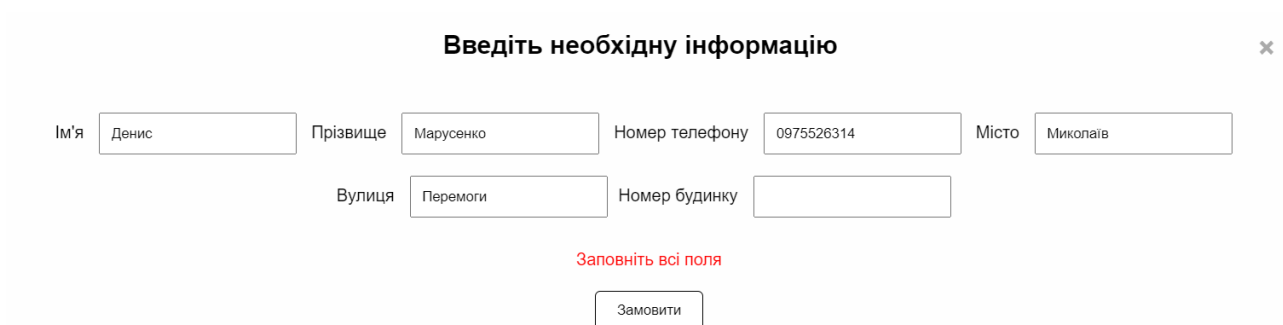 Введіть необхідну інформацію ×
Ім'я Денис Прізвище Марусенко Номер телефону 0975526314 Місто Миколаїв
Вулиця Перемоги Номер будинку
Заповніть всі поля
Замовити